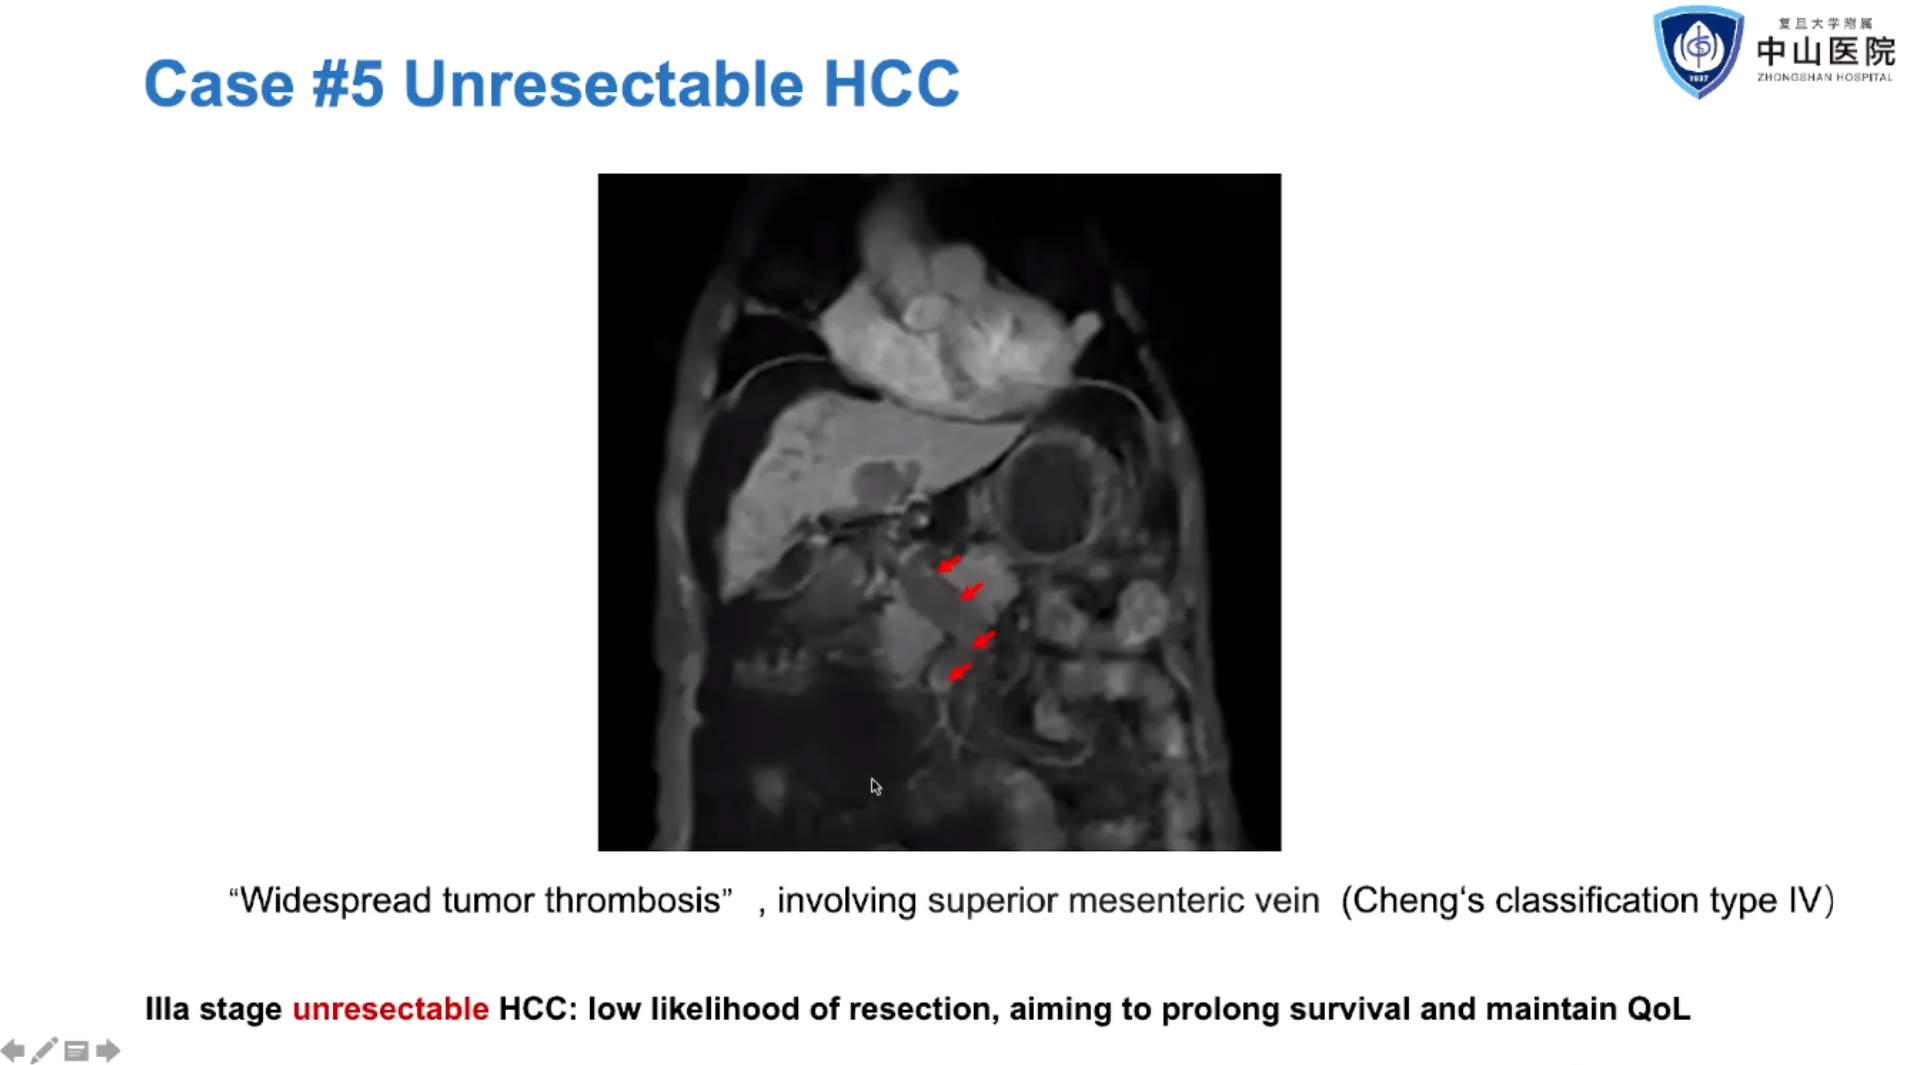 Case #5 Unresectable HCC
复旦大学附属
中山医院
ZHONGSHAN HOSPITAL
1937
“Widespread tumor thrombosis” , involving superior mesenteric vein (Cheng‘s classification type IV)
IIIa stage unresectable HCC: low likelihood of resection, aiming to prolong survival and maintain QoL